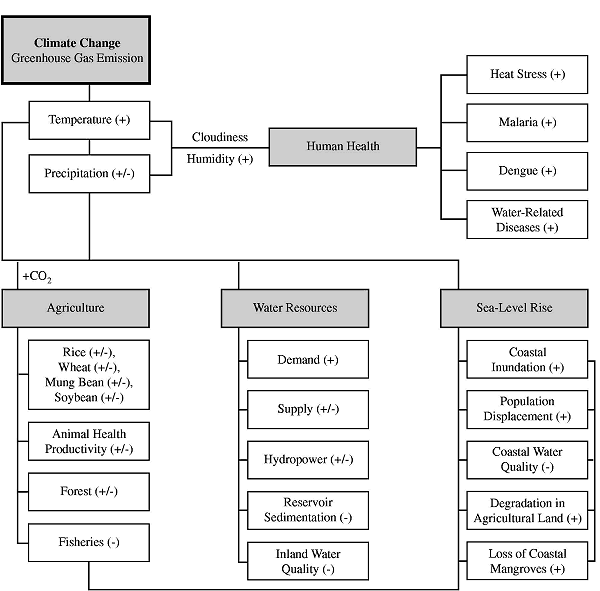 Climate Change
Greenhouse Gas Emission
Temperature (+)
Precipitation (+/-)
Cloudiness
Humidity (+)
Human Health
Heat Stress (+)
Malaria (+)
Dengue (+)
Water-Related
Diseases (+)
+CO₂
Agriculture
Rice (+/-),
Wheat (+/-),
Mung Bean (+/-),
Soybean (+/-)
Animal Health
Productivity (+/-)
Forest (+/-)
Fisheries (-)
Water Resources
Demand (+)
Supply (+/-)
Hydropower (+/-)
Reservoir
Sedimentation (-)
Inland Water
Quality (-)
Sea-Level Rise
Coastal
Inundation (+)
Population
Displacement (+)
Coastal Water
Quality (-)
Degradation in
Agricultural Land (+)
Loss of Coastal
Mangroves (+)